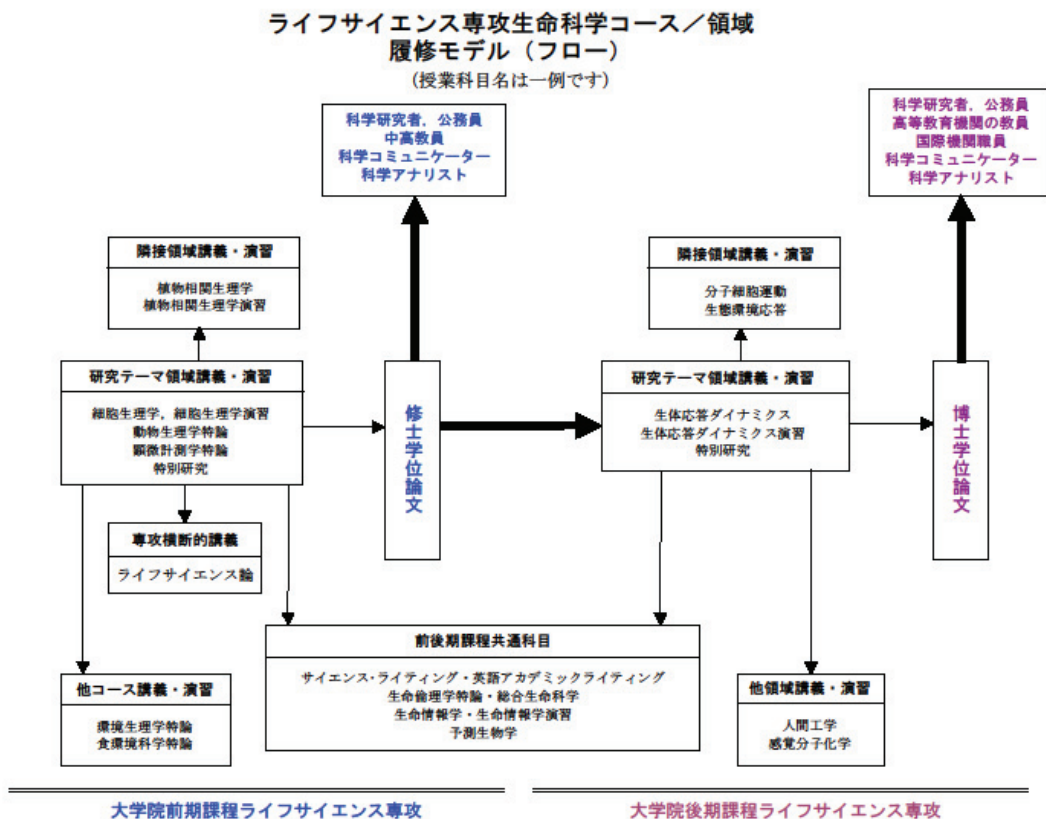 ライフサイエンス専攻生命科学コース／領域
履修モデル（フロー）
（授業科目名は一例です）
科学研究者，公務員
中高教員
科学コミュニケーター
科学アナリスト
科学研究者，公務員
高等教育機関の教員
国際機関職員
科学コミュニケーター
科学アナリスト
隣接領域講義・演習
植物相関生理学
植物相関生理学演習
隣接領域講義・演習
分子細胞運動
生態環境応答
研究テーマ領域講義・演習
細胞生理学，細胞生理学演習
動物生理学特論
顕微計測学特論
特別研究
修士学位論文
研究テーマ領域講義・演習
生体応答ダイナミクス
生体応答ダイナミクス演習
特別研究
博士学位論文
専攻横断的講義
ライフサイエンス論
前後期課程共通科目
サイエンス・ライティング・英語アカデミックライティング
生命倫理学特論・総合生命科学
生命情報学・生命情報学演習
予測生物学
他コース講義・演習
環境生理学特論
食環境科学特論
他領域講義・演習
人間工学
感覚分子化学
大学院前期課程ライフサイエンス専攻
大学院後期課程ライフサイエンス専攻